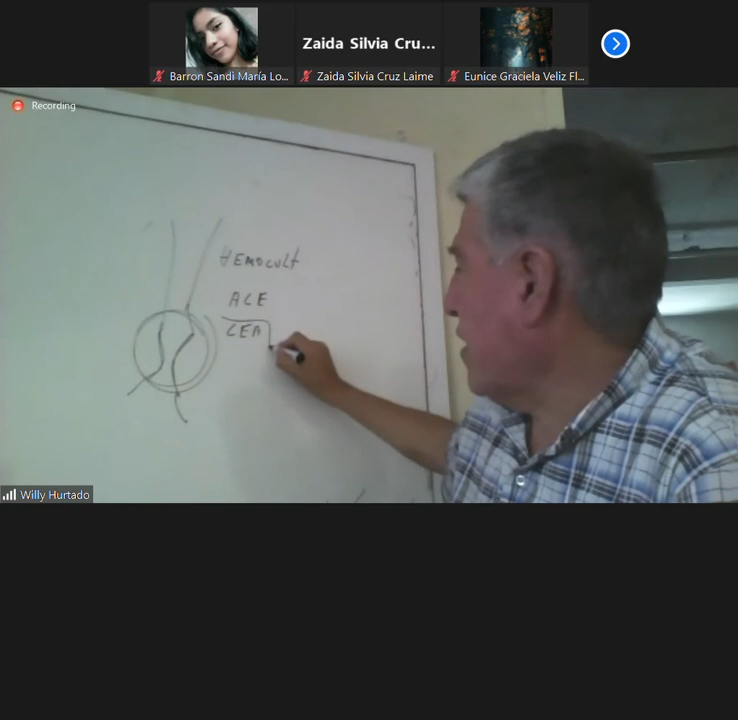 Zaida Silvia Cru...
Barron Sandi María Lo...
Zaida Silvia Cruz Laime
Eunice Graciela Veliz Fl...
Recording
HEMOCULT
ACE
CEA
Willy Hurtado